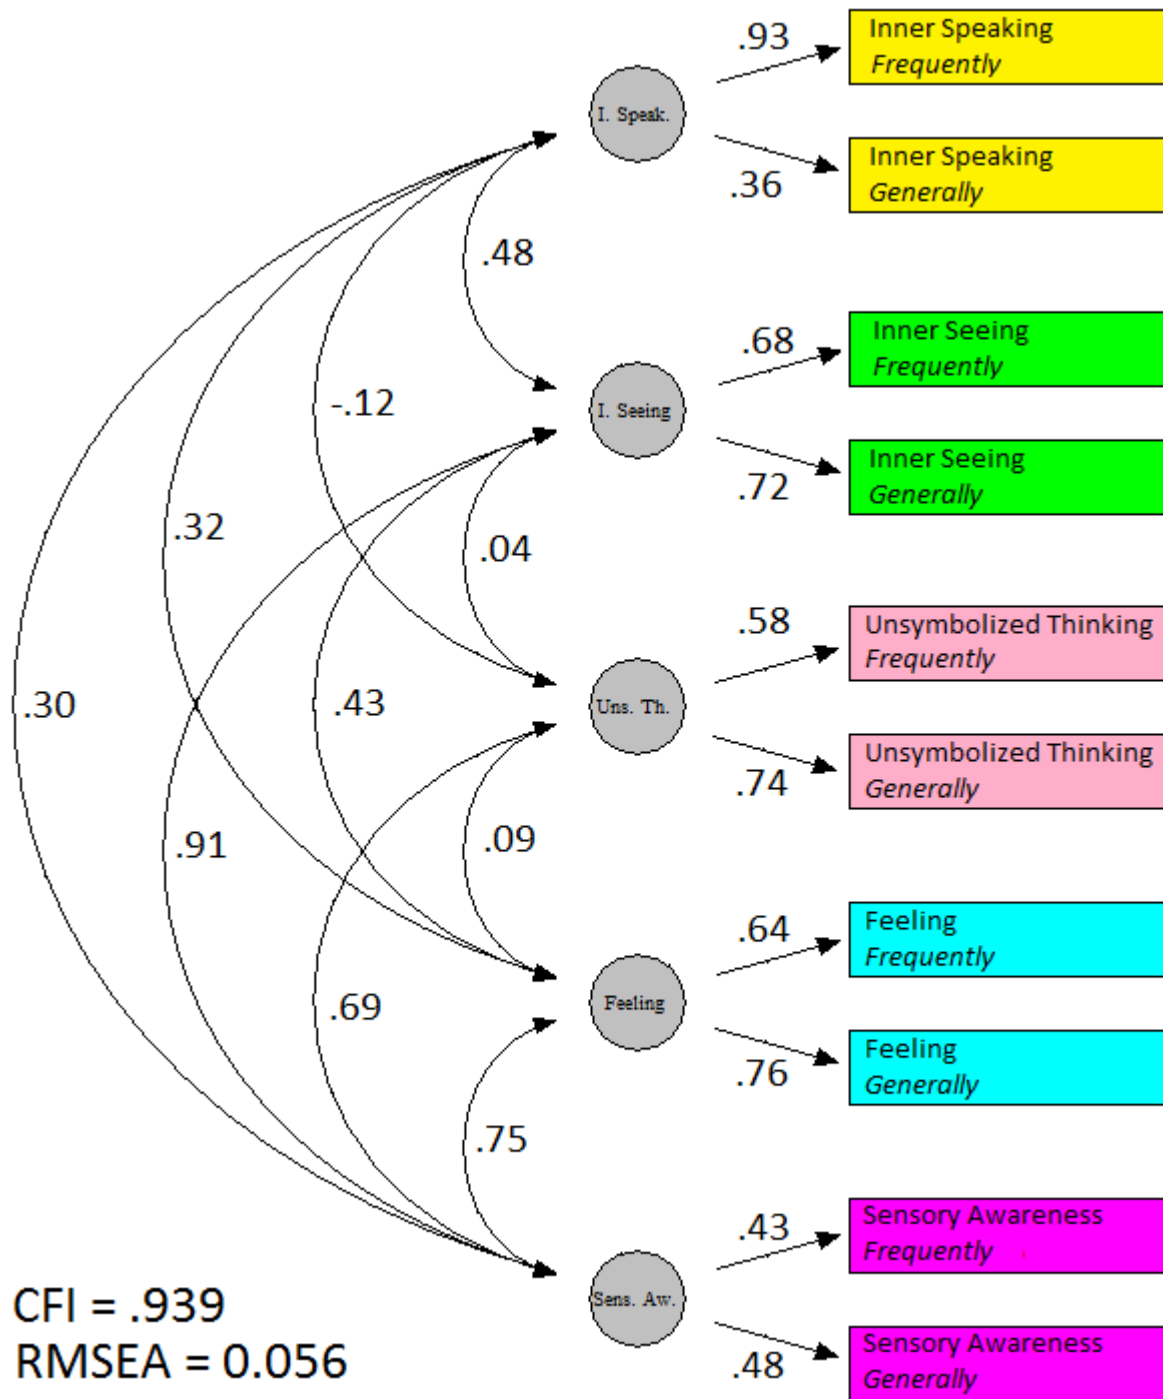 .93
Inner Speaking
Frequently
I. Speak.
Inner Speaking
Generally
.36
.48
.68
Inner Seeing
Frequently
-.12
I. Seeing
Inner Seeing
Generally
.72
.32
.04
.58
Unsymbolized Thinking
Frequently
.30
.43
Uns. Th.
Unsymbolized Thinking
Generally
.74
.91
.09
.64
Feeling
Frequently
.69
Feeling
Feeling
Generally
.76
.75
.43
Sensory Awareness
Frequently
Sens. Aw.
CFI = .939
RMSEA = 0.056
.48
Sensory Awareness
Generally